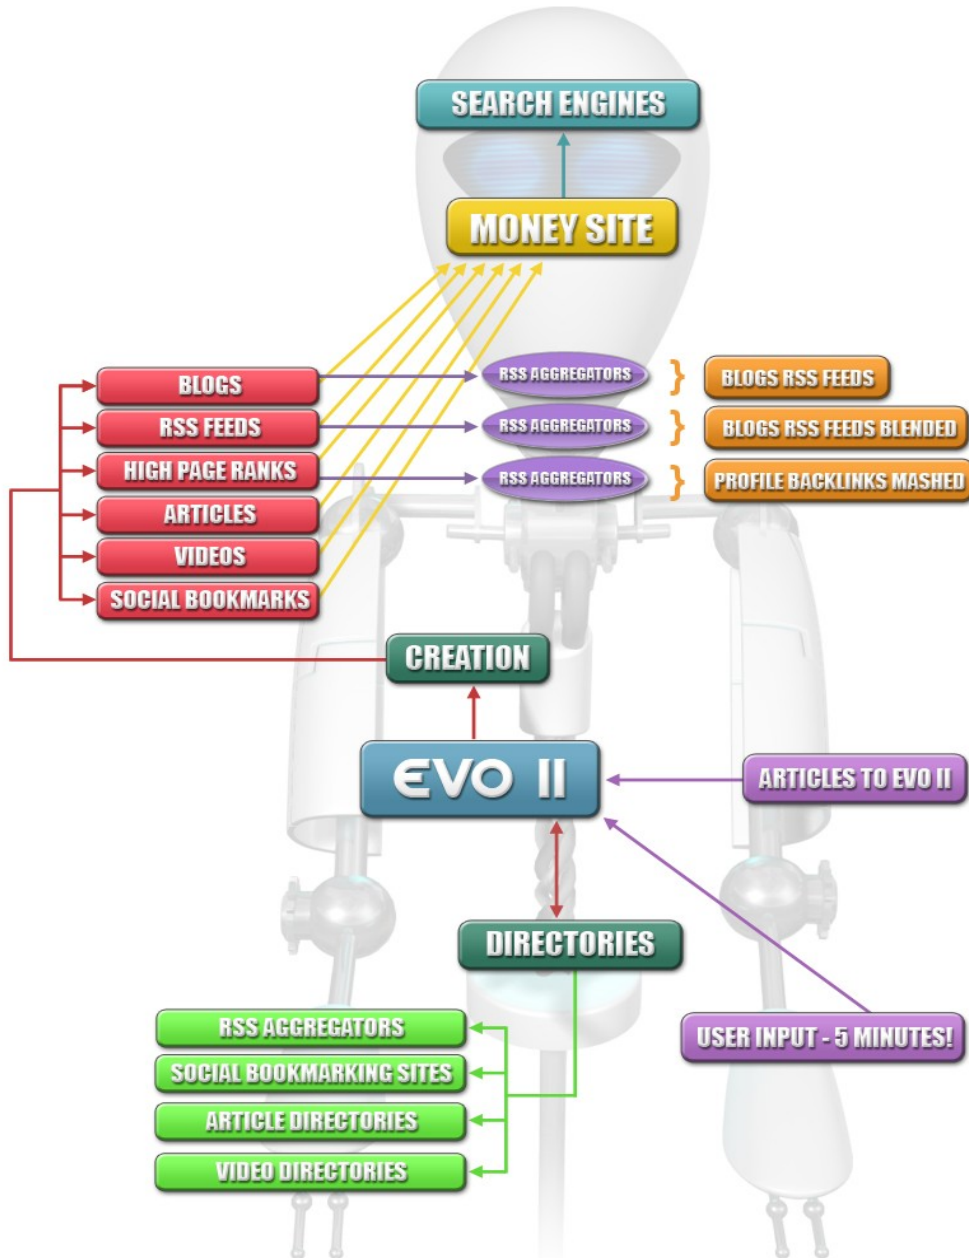 SEARCH ENGINES
MONEY SITE
BLOGS
RSS AGGREGATORS
BLOGS RSS FEEDS
RSS FEEDS
RSS AGGREGATORS
BLOGS RSS FEEDS BLENDED
HIGH PAGE RANKS
RSS AGGREGATORS
PROFILE BACKLINKS MASHED
ARTICLES
VIDEOS
SOCIAL BOOKMARKS
CREATION
EVO II
ARTICLES TO EVO II
DIRECTORIES
RSS AGGREGATORS
USER INPUT - 5 MINUTES!
SOCIAL BOOKMARKING SITES
ARTICLE DIRECTORIES
VIDEO DIRECTORIES